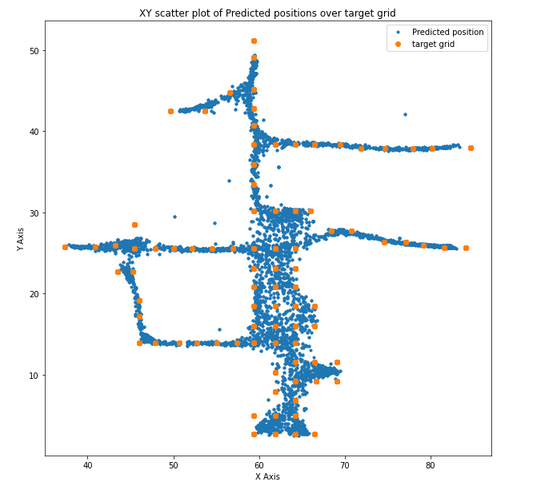 XY scatter plot of Predicted positions over target grid
Predicted position
target grid
50
40
30
20
10
Y Axis
40 50 60 70 80
X Axis